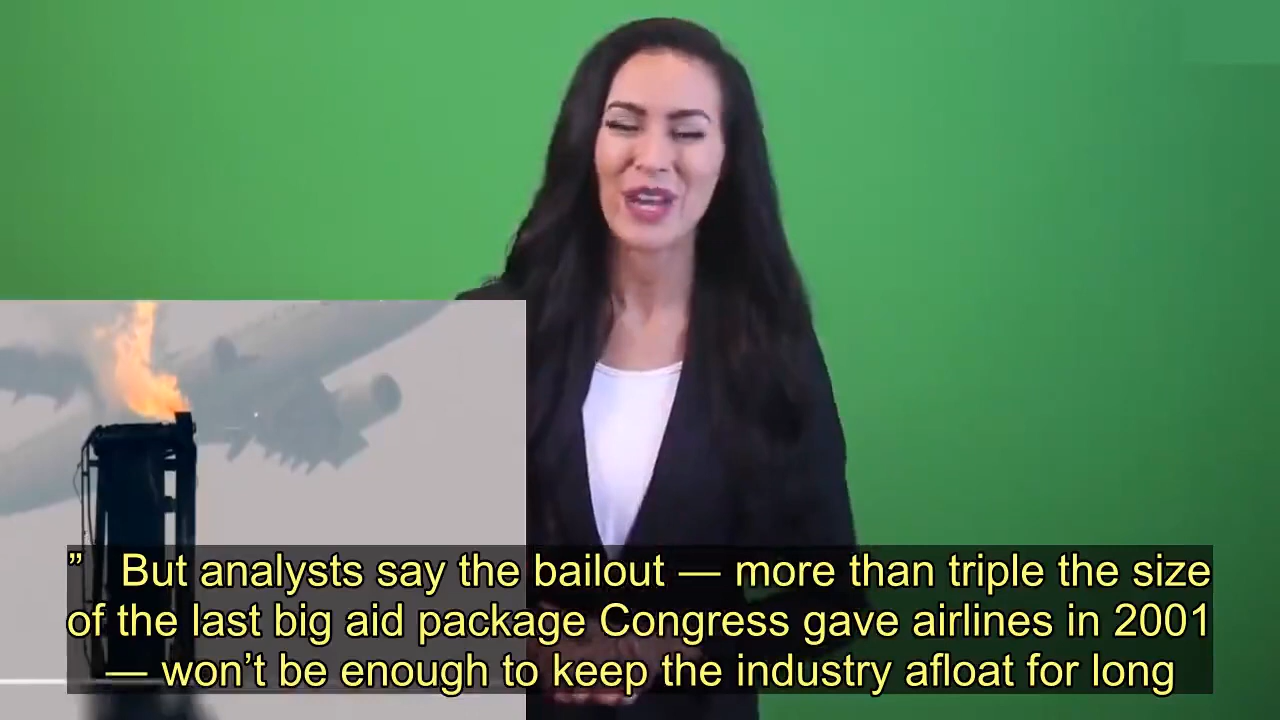 ”   But analysts say the bailout — more than triple the size
of the last big aid package Congress gave airlines in 2001
— won’t be enough to keep the industry afloat for long